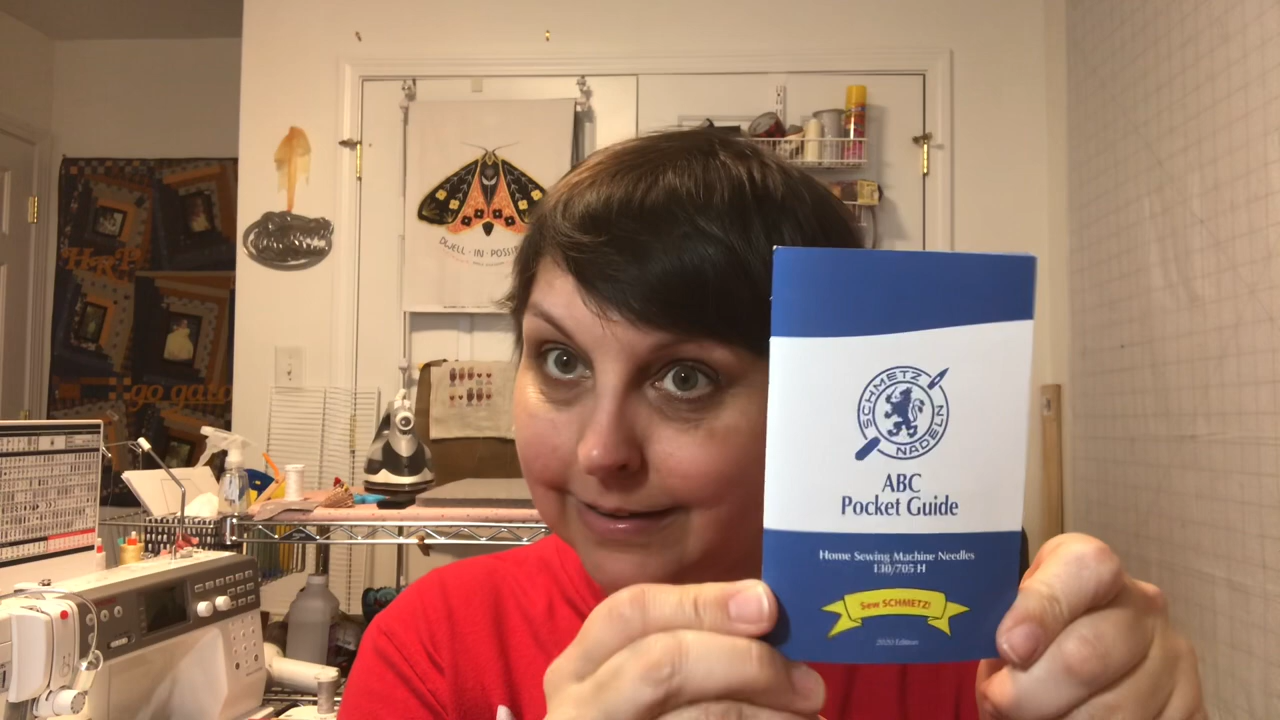 DWELL · IN · POSSI
go gato
SCHMETZ
NADELN
ABC
Pocket Guide
Home Sewing Machine Needles
130/705 H
Sew SCHMETZ!
2020 Edition